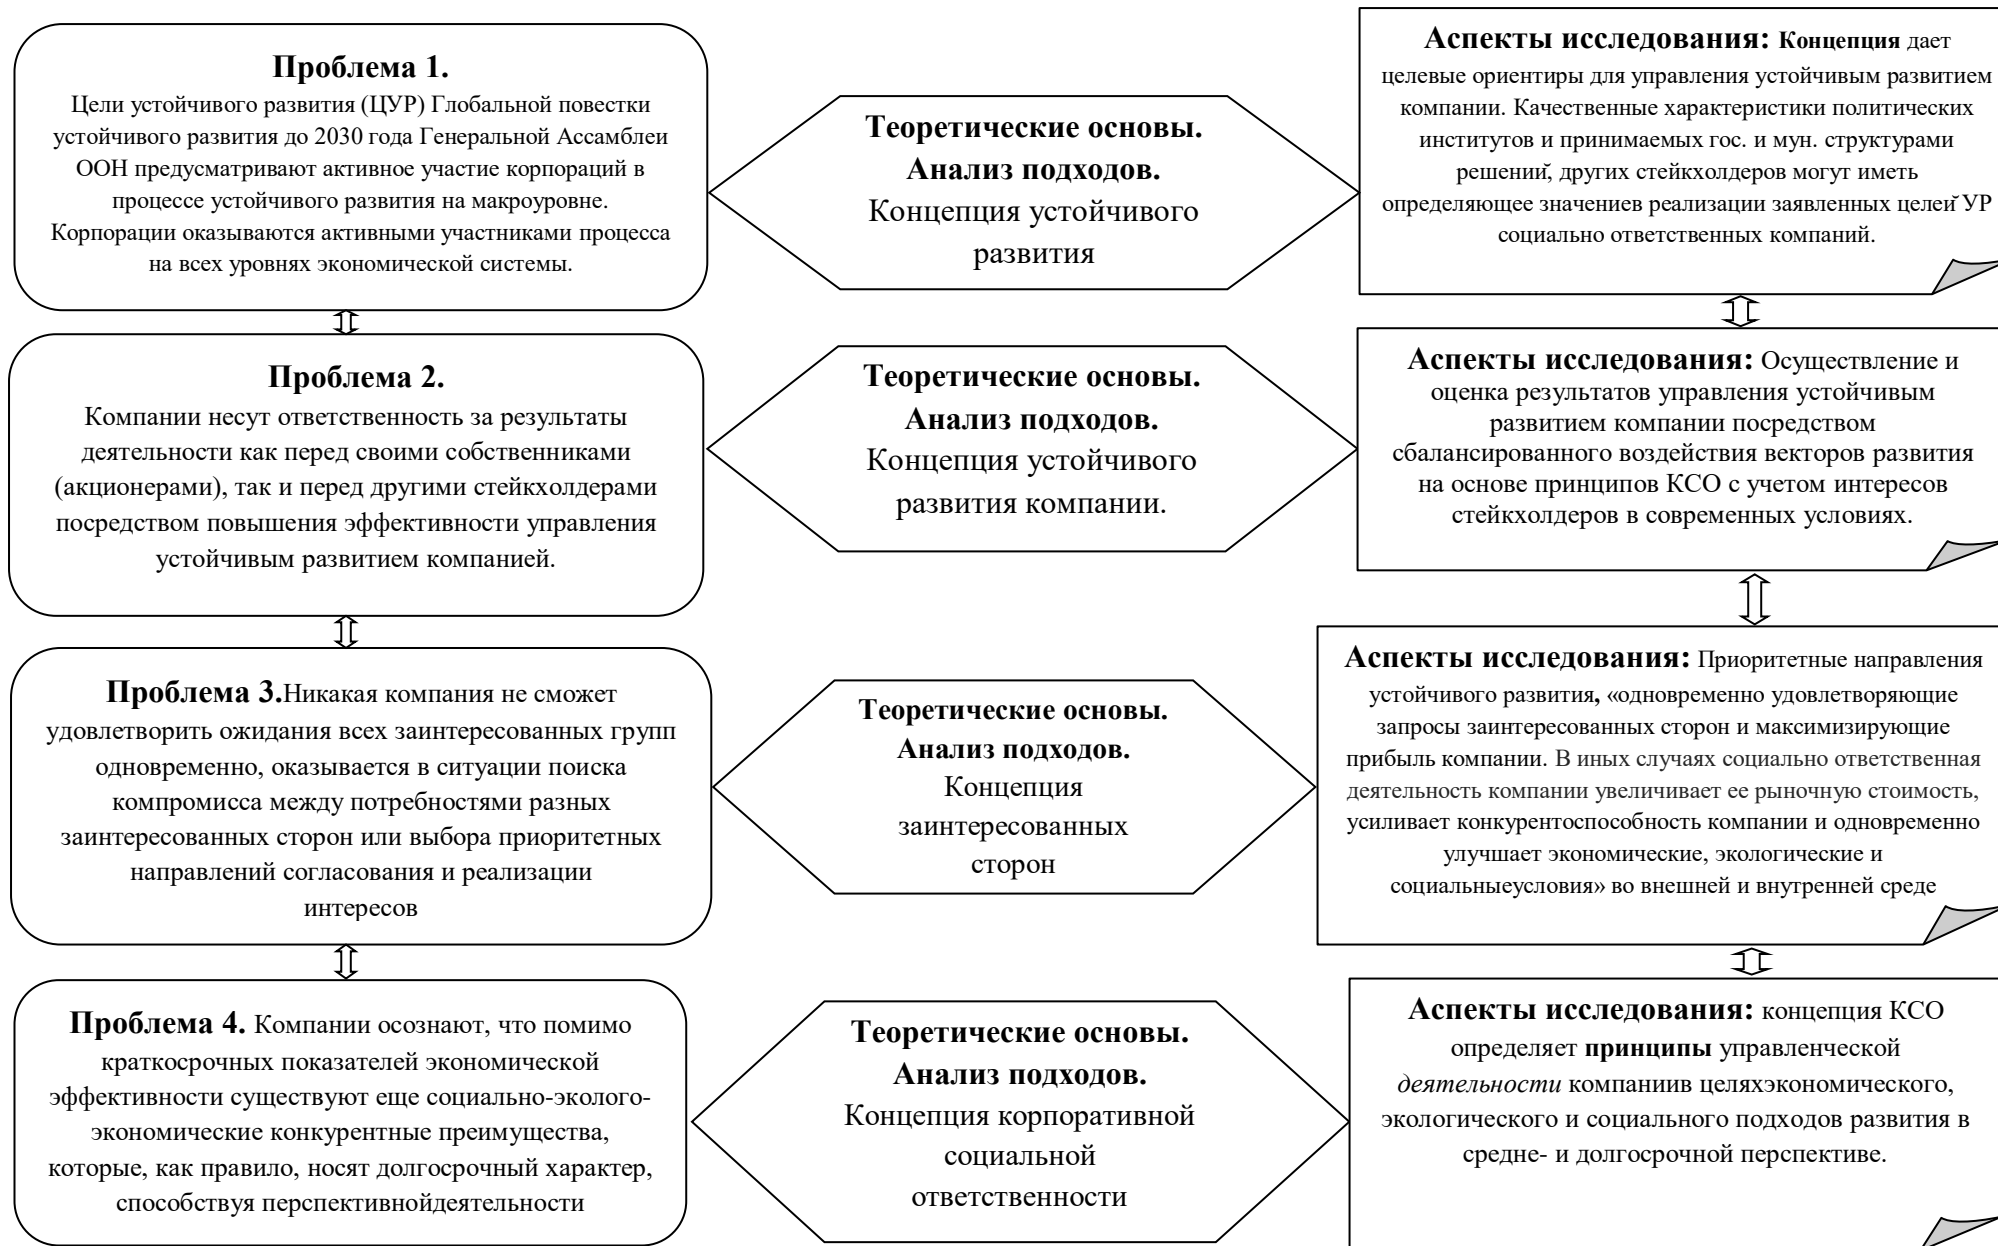 Проблема 1.
Цели устойчивого развития (ЦУР) Глобальной повестки
устойчивого развития до 2030 года Генеральной Ассамблеи
ООН предусматривают активное участие корпораций в
процессе устойчивого развития на макроуровне.
Корпорации оказываются активными участниками процесса
на всех уровнях экономической системы.
Теоретические основы.
Анализ подходов.
Концепция устойчивого
развития
Аспекты исследования: Концепция дает
целевые ориентиры для управления устойчивым развитием
компании. Качественные характеристики политических
институтов и принимаемых гос. и мун. структурами
решений, других стейкхолдеров могут иметь
определяющее значениев реализации заявленных целей УР
социально ответственных компаний.
Проблема 2.
Компании несут ответственность за результаты
деятельности как перед своими собственниками
(акционерами), так и перед другими стейкхолдерами
посредством повышения эффективности управления
устойчивым развитием компанией.
Теоретические основы.
Анализ подходов.
Концепция устойчивого
развития компании.
Аспекты исследования: Осуществление и
оценка результатов управления устойчивым
развитием компании посредством
сбалансированного воздействия векторов развития
на основе принципов КСО с учетом интересов
стейкхолдеров в современных условиях.
Проблема 3.Никакая компания не сможет
удовлетворить ожидания всех заинтересованных групп
одновременно, оказывается в ситуации поиска
компромисса между потребностями разных
заинтересованных сторон или выбора приоритетных
направлений согласования и реализации
интересов
Теоретические основы.
Анализ подходов.
Концепция
заинтересованных
сторон
Аспекты исследования: Приоритетные направления
устойчивого развития, «одновременно удовлетворяющие
запросы заинтересованных сторон и максимизирующие
прибыль компании. В иных случаях социально ответственная
деятельность компании увеличивает ее рыночную стоимость,
усиливает конкурентоспособность компании и одновременно
улучшает экономические, экологические и
социальныеусловия» во внешней и внутренней среде
Проблема 4. Компании осознают, что помимо
краткосрочных показателей экономической
эффективности существуют еще социально-эколого-
экономические конкурентные преимущества,
которые, как правило, носят долгосрочный характер,
способствуя перспективнойдеятельности
Теоретические основы.
Анализ подходов.
Концепция корпоративной
социальной
ответственности
Аспекты исследования: концепция КСО
определяет принципы управленческой
деятельности компаниив целяхэкономического,
экологического и социального подходов развития в
средне- и долгосрочной перспективе.